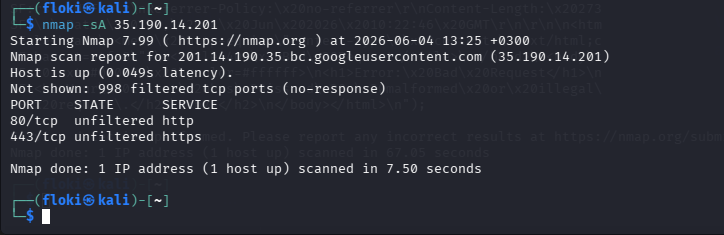 ┌──(floki㉿kali)-[~]
└─$ nmap -sA 35.190.14.201
Starting Nmap 7.99 ( https://nmap.org ) at 2026-06-04 13:25 +0300
Nmap scan report for 201.14.190.35.bc.googleusercontent.com (35.190.14.201)
Host is up (0.049s latency).
Not shown: 998 filtered tcp ports (no-response)
PORT    STATE      SERVICE
80/tcp  unfiltered http
443/tcp unfiltered https
Nmap done: 1 IP address (1 host up) scanned in 7.50 seconds
┌──(floki㉿kali)-[~]
└─$